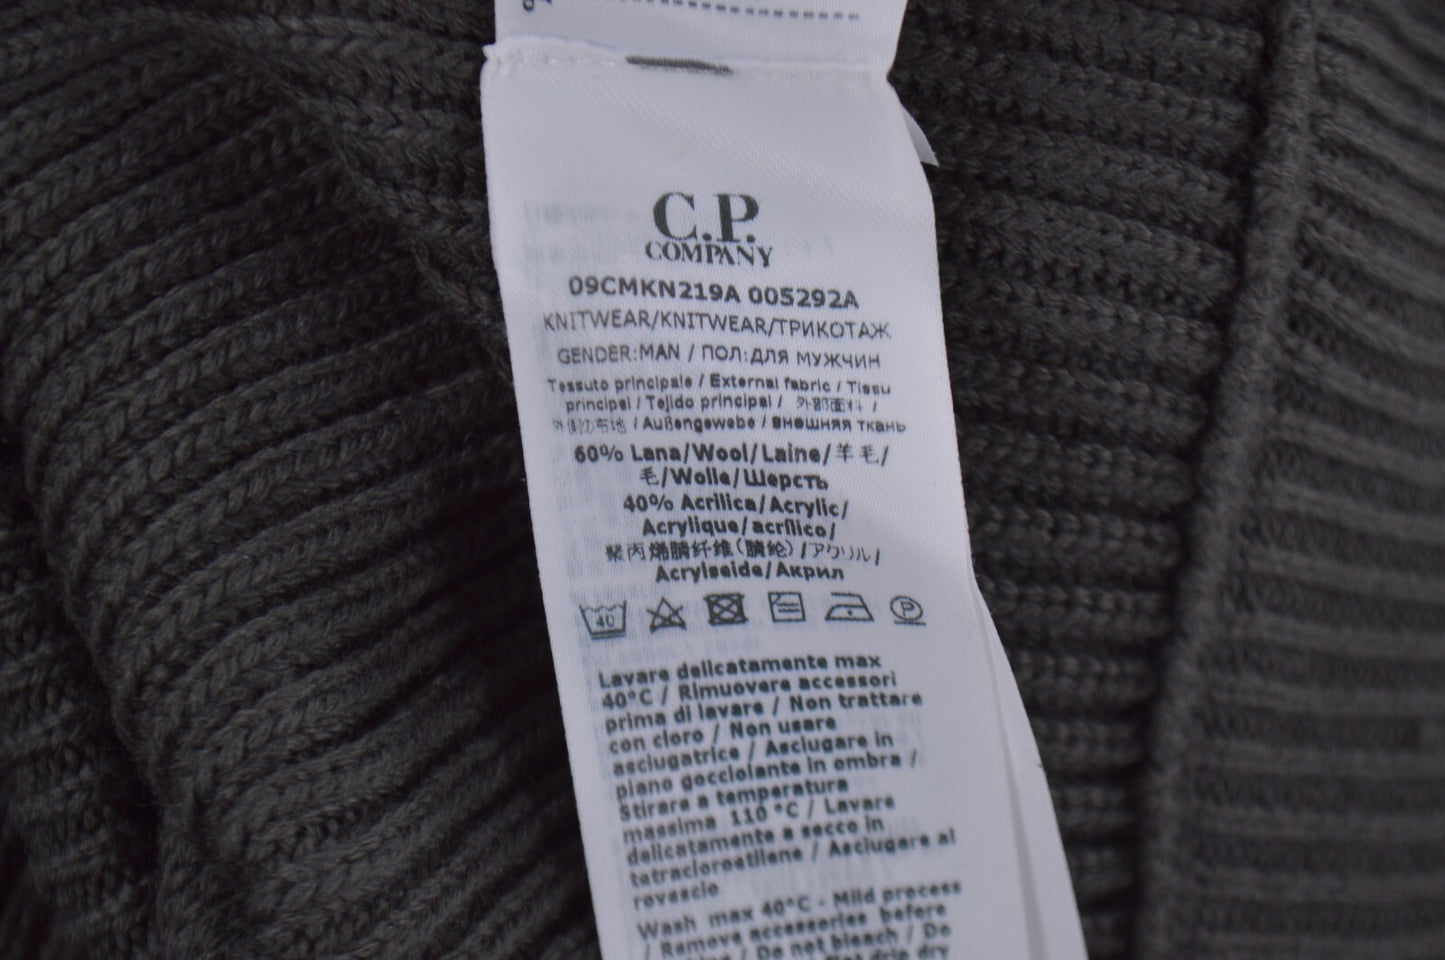 C.P.
COMPANY
09CMKN219A 005292A
KNITWEAR/KNITWEAR/ТРИКОТАЖ
GENDER:MAN / ПОЛ:ДЛЯ МУЖЧИН
Tessuto principale / External fabric / Tissu
principal / Tejido principal / 外部面料 /
外側の布地 / Außengewebe / Внешняя ткань
60% Lana/Wool/Laine/羊毛/
毛/Wolle/Шерсть
40% Acrilica/Acrylic/
Acrylique/acrílico/
聚丙烯腈纤维(腈纶)/アクリル/
Acrylseide/Акрил
40 P
Lavare delicatamente max
40°C / Rimuovere accessori
prima di lavare / Non trattare
con cloro / Non usare
asciugatrice / Asciugare in
piano gocciolante in ombra /
Stirare a temperatura
massima 110 °C / Lavare
delicatamente a secco in
tetracloroetilene / Asciugare al
rovescio
Wash max 40°C - Mild process
/ Remove accessories before
/ Do not bleach / Do
flat drip dry